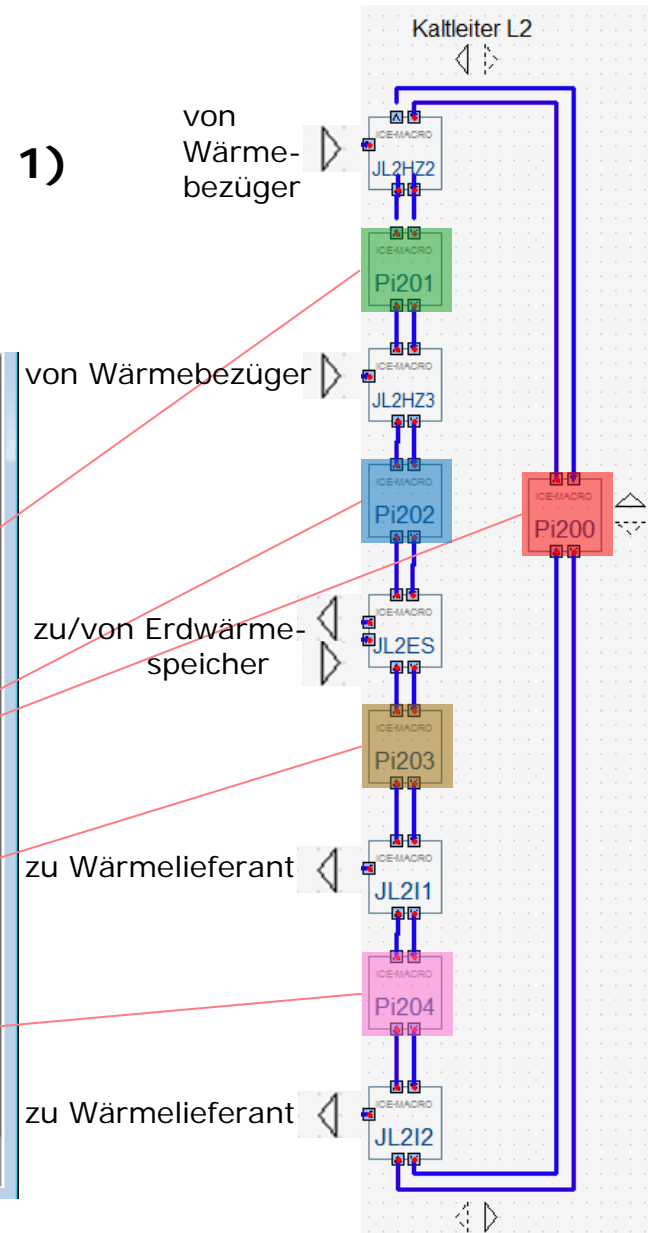 Kaltleiter L2
1)
von
Wärme-
bezüger
ICE-MACRO
JL2HZ2
ICE-MACRO
Pi201
von Wärmebezüger
ICE-MACRO
JL2HZ3
ICE-MACRO
Pi202
ICE-MACRO
Pi200
zu/von Erdwärme-
speicher
ICE-MACRO
JL2ES
ICE-MACRO
Pi203
zu Wärmelieferant
ICE-MACRO
JL2I1
ICE-MACRO
Pi204
zu Wärmelieferant
ICE-MACRO
JL2I2